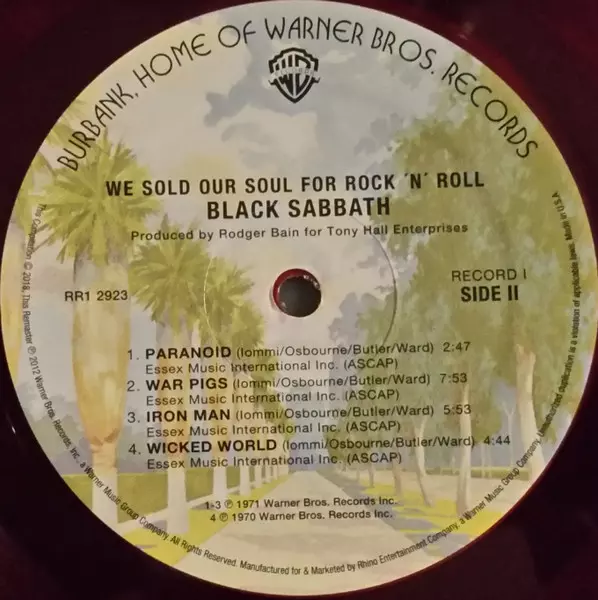 BURBANK, HOME OF WARNER BROS. RECORDS
WE SOLD OUR SOUL FOR ROCK ´N´ ROLL
BLACK SABBATH
Produced by Rodger Bain for Tony Hall Enterprises
RR1 2923
RECORD I
SIDE II
1. PARANOID (Iommi/Osbourne/Butler/Ward) 2:47
Essex Music International Inc. (ASCAP)
2. WAR PIGS (Iommi/Osbourne/Butler/Ward) 7:53
Essex Music International Inc. (ASCAP)
3. IRON MAN (Iommi/Osbourne/Butler/Ward) 5:53
Essex Music International Inc. (ASCAP)
4. WICKED WORLD (Iommi/Osbourne/Butler/Ward) 4:44
Essex Music International Inc. (ASCAP)
1-3 ℗ 1971 Warner Bros. Records Inc.
4 ℗ 1970 Warner Bros. Records Inc.
This Compilation © 2018, This Remaster ℗ 2012 Warner Bros. Records, Inc., a Warner Music Group Company. All Rights Reserved. Manufactured for & Marketed by Rhino Entertainment Company, a Warner Music Group Company. Unauthorized duplication is a violation of applicable laws. Made in U.S.A.